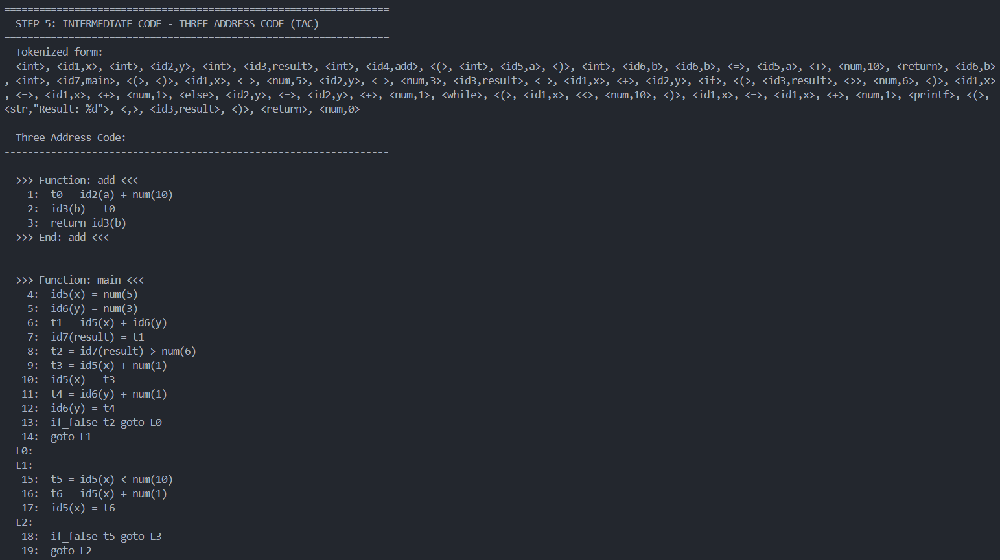 ==================================================================
STEP 5: INTERMEDIATE CODE - THREE ADDRESS CODE (TAC)
==================================================================
Tokenized form:
<int>, <id1,x>, <int>, <id2,y>, <int>, <id3,result>, <int>, <id4,add>, <(>, <int>, <id5,a>, <)>, <int>, <id6,b>, <id6,b>, <=>, <id5,a>, <+>, <num,10>, <return>, <id6,b>
, <int>, <id7,main>, <(>, <)>, <id1,x>, <=>, <num,5>, <id2,y>, <=>, <num,3>, <id3,result>, <=>, <id1,x>, <+>, <id2,y>, <if>, <(>, <id3,result>, <>>, <num,6>, <)>, <id1,x>
, <=>, <id1,x>, <+>, <num,1>, <else>, <id2,y>, <=>, <id2,y>, <+>, <num,1>, <while>, <(>, <id1,x>, <<>, <num,10>, <)>, <id1,x>, <=>, <id1,x>, <+>, <num,1>, <printf>, <(>,
<str,"Result: %d">, <,>, <id3,result>, <)>, <return>, <num,0>
Three Address Code:
------------------------------------------------------------------
>>> Function: add <<<
1:  t0 = id2(a) + num(10)
2:  id3(b) = t0
3:  return id3(b)
>>> End: add <<<
>>> Function: main <<<
4:  id5(x) = num(5)
5:  id6(y) = num(3)
6:  t1 = id5(x) + id6(y)
7:  id7(result) = t1
8:  t2 = id7(result) > num(6)
9:  t3 = id5(x) + num(1)
10:  id5(x) = t3
11:  t4 = id6(y) + num(1)
12:  id6(y) = t4
13:  if_false t2 goto L0
14:  goto L1
L0:
L1:
15:  t5 = id5(x) < num(10)
16:  t6 = id5(x) + num(1)
17:  id5(x) = t6
L2:
18:  if_false t5 goto L3
19:  goto L2